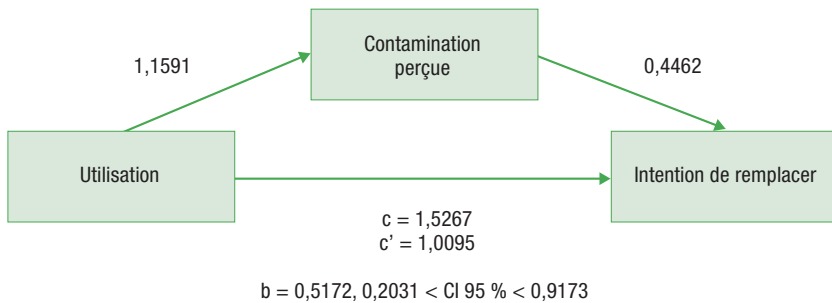 Contamination
perçue
1,1591
0,4462
Utilisation
Intention de remplacer
c = 1,5267
c’ = 1,0095
b = 0,5172, 0,2031 < CI 95 % < 0,9173